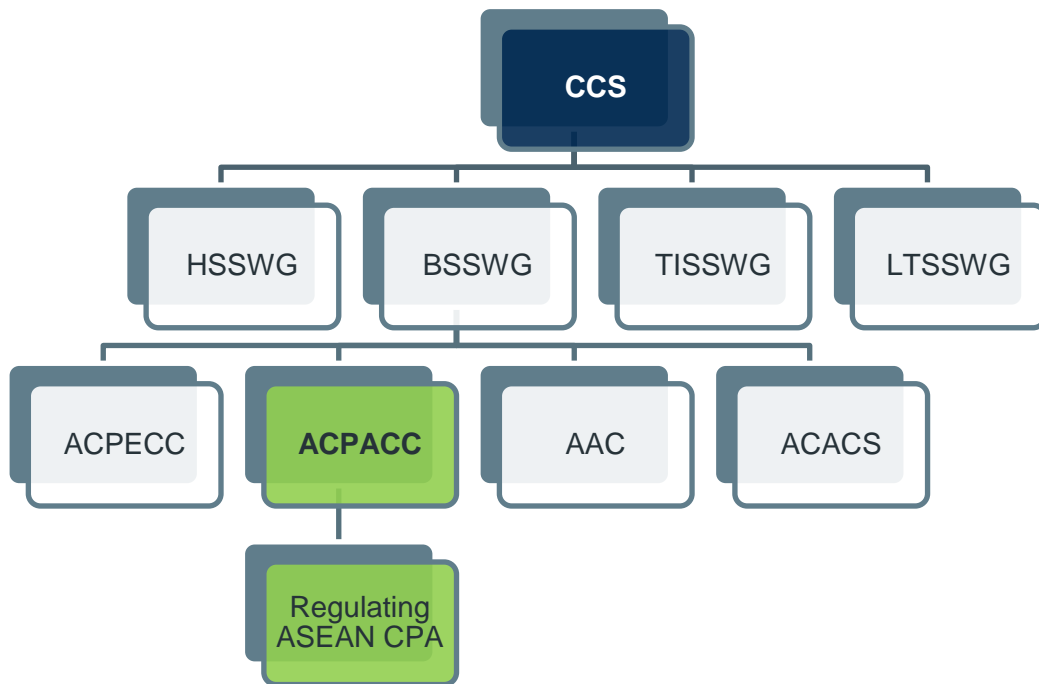 CCS
HSSWG
BSSWG
TISSWG
LTSSWG
ACPECC
ACPACC
AAC
ACACS
Regulating
ASEAN CPA